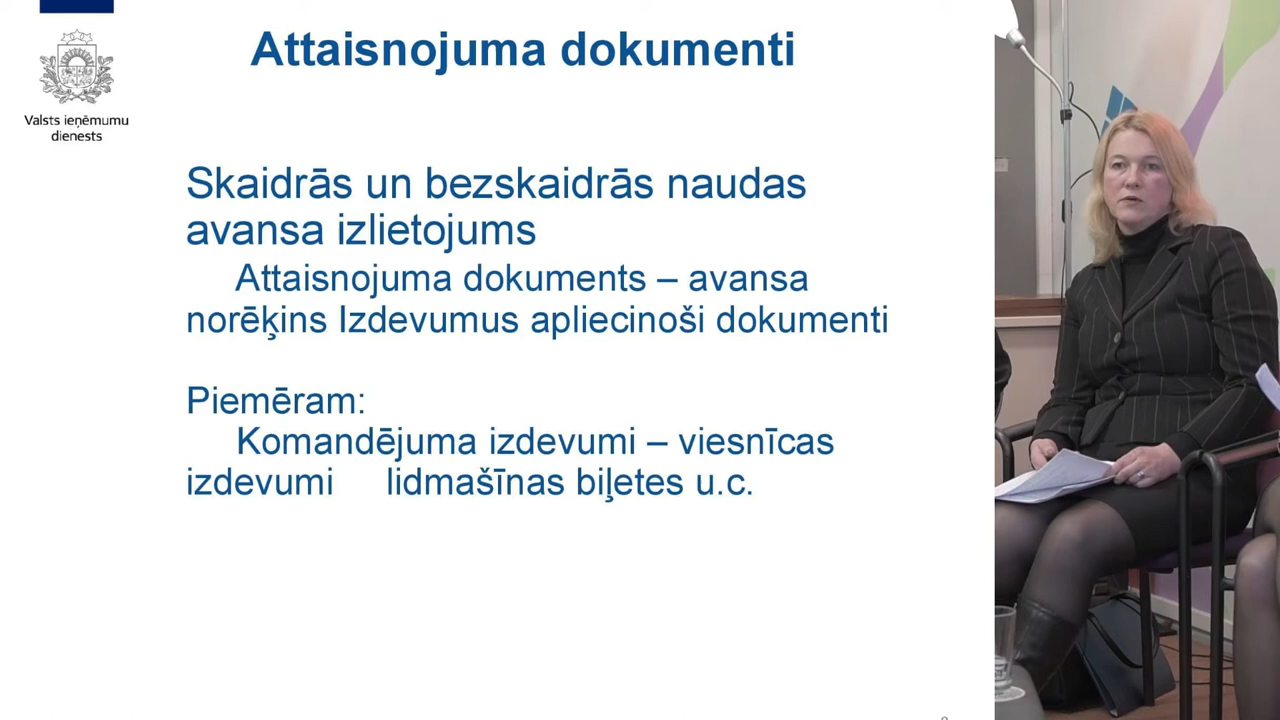 Attaisnojuma dokumenti
Valsts ieņēmumu
dienests
Skaidrās un bezskaidrās naudas
avansa izlietojums
Attaisnojuma dokuments – avansa
norēķins Izdevumus apliecinoši dokumenti
Piemēram:
Komandējuma izdevumi – viesnīcas
izdevumi lidmašīnas biļetes u.c.